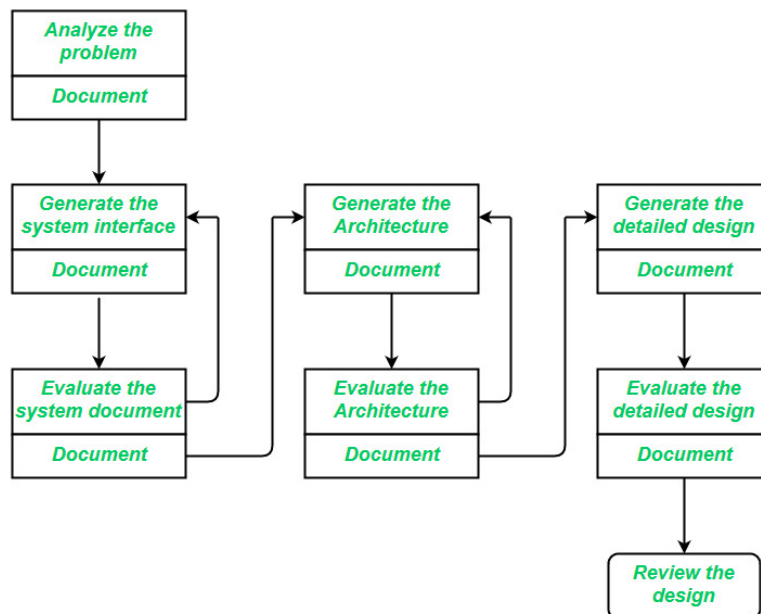 Analyze the
problem
Document
Generate the
system interface
Document
Evaluate the
system document
Document
Generate the
Architecture
Document
Evaluate the
Architecture
Document
Generate the
detailed design
Document
Evaluate the
detailed design
Document
Review the
design